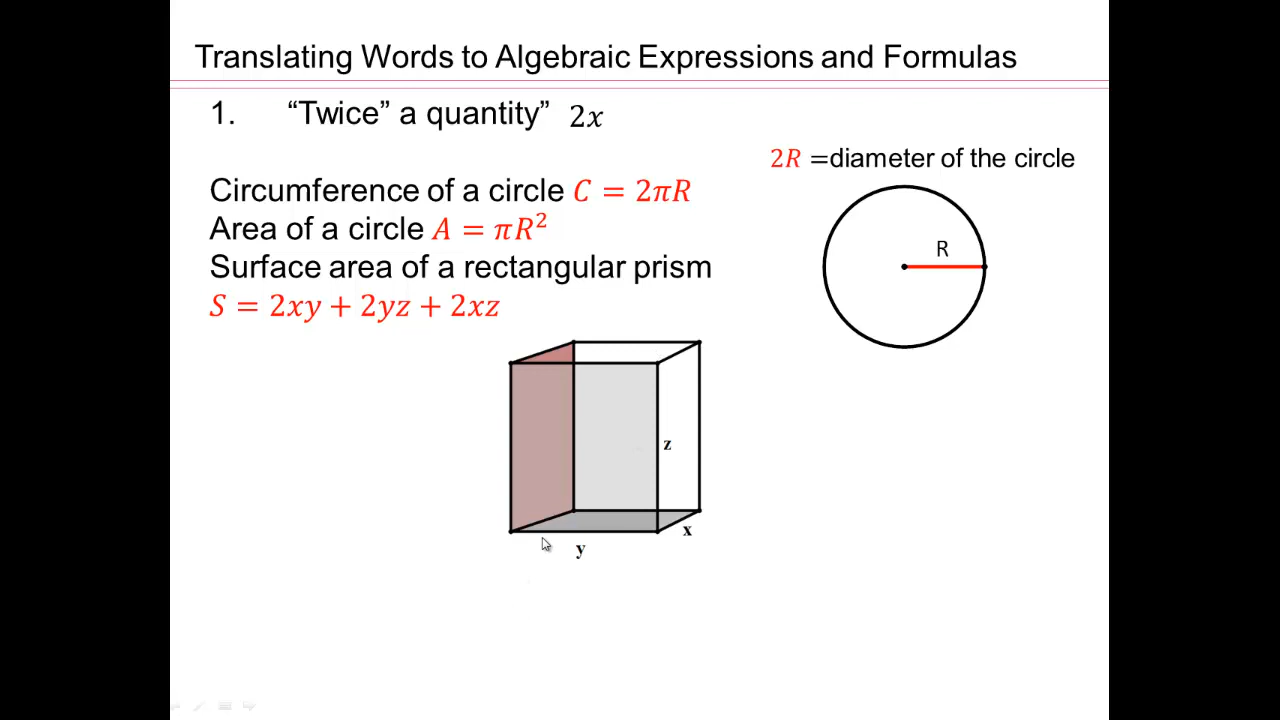 Translating Words to Algebraic Expressions and Formulas
1. “Twice” a quantity” 2x
2R =diameter of the circle
Circumference of a circle C = 2πR
Area of a circle A = πR²
Surface area of a rectangular prism
S = 2xy + 2yz + 2xz
R
z
x
y